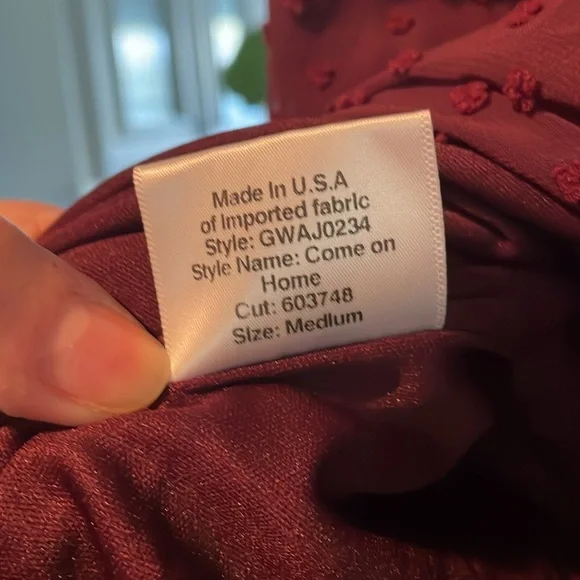 Made In U.S.A
of Imported fabric
Style: GWAJ0234
Style Name: Come on
Home
Cut: 603748
Size: Medium